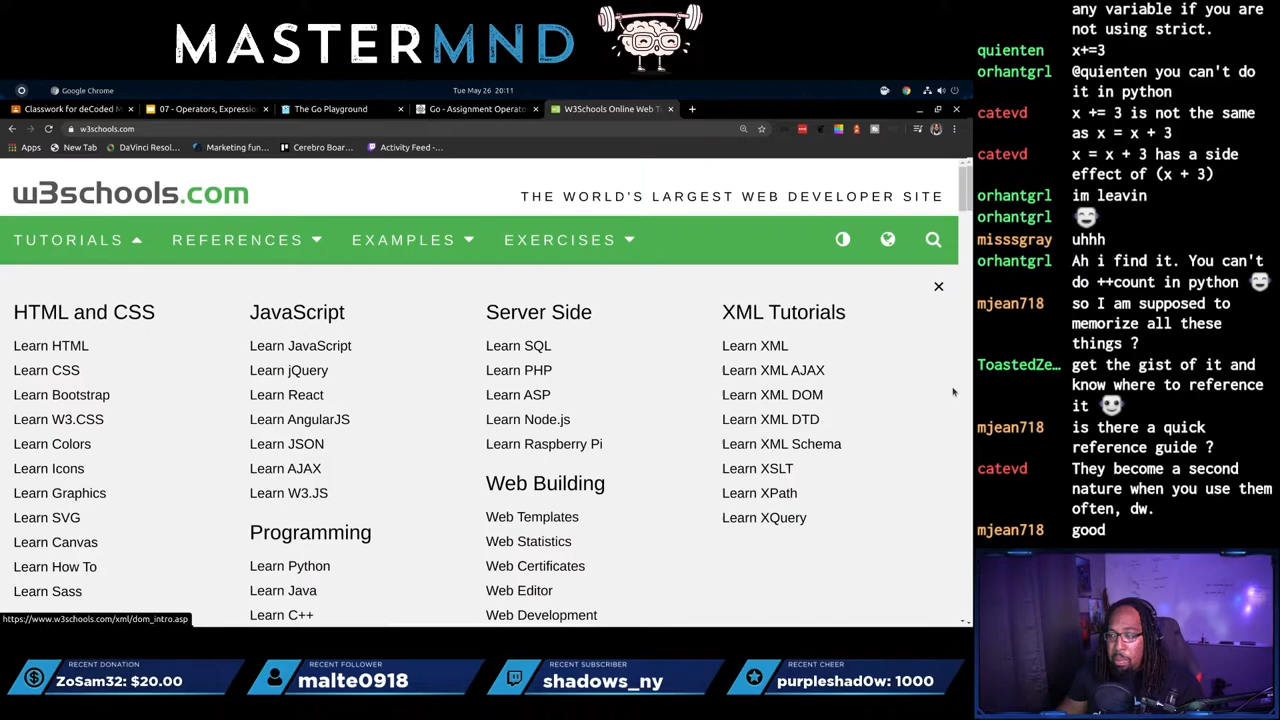 MASTERMND
Google Chrome
Tue May 26 20:11
Classwork for deCoded M
07 - Operators, Expressio
The Go Playground
Go - Assignment Operato
W3Schools Online Web T
w3schools.com
Apps
New Tab
DaVinci Resol...
Marketing fun...
Cerebro Boar...
Activity Feed -...
w3schools.com
THE WORLD'S LARGEST WEB DEVELOPER SITE
TUTORIALS
REFERENCES
EXAMPLES
EXERCISES
HTML and CSS
Learn HTML
Learn CSS
Learn Bootstrap
Learn W3.CSS
Learn Colors
Learn Icons
Learn Graphics
Learn SVG
Learn Canvas
Learn How To
Learn Sass
JavaScript
Learn JavaScript
Learn jQuery
Learn React
Learn AngularJS
Learn JSON
Learn AJAX
Learn W3.JS
Programming
Learn Python
Learn Java
Learn C++
Server Side
Learn SQL
Learn PHP
Learn ASP
Learn Node.js
Learn Raspberry Pi
Web Building
Web Templates
Web Statistics
Web Certificates
Web Editor
Web Development
XML Tutorials
Learn XML
Learn XML AJAX
Learn XML DOM
Learn XML DTD
Learn XML Schema
Learn XSLT
Learn XPath
Learn XQuery
https://www.w3schools.com/xml/dom_intro.asp
any variable if you are
not using strict.
quienten x+=3
orhantgrl @quienten you can't do
it in python
catevd x += 3 is not the same
as x = x + 3
catevd x = x + 3 has a side
effect of (x + 3)
orhantgrl im leavin
orhantgrl
misssgray uhhh
orhantgrl Ah i find it. You can't
do ++count in python
mjean718 so I am supposed to
memorize all these
things ?
ToastedZe... get the gist of it and
know where to reference
it
mjean718 is there a quick
reference guide ?
catevd They become a second
nature when you use them
often, dw.
mjean718 good
RECENT DONATION
ZoSam32: $20.00
RECENT FOLLOWER
malte0918
RECENT SUBSCRIBER
shadows_ny
RECENT CHEER
purpleshad0w: 1000